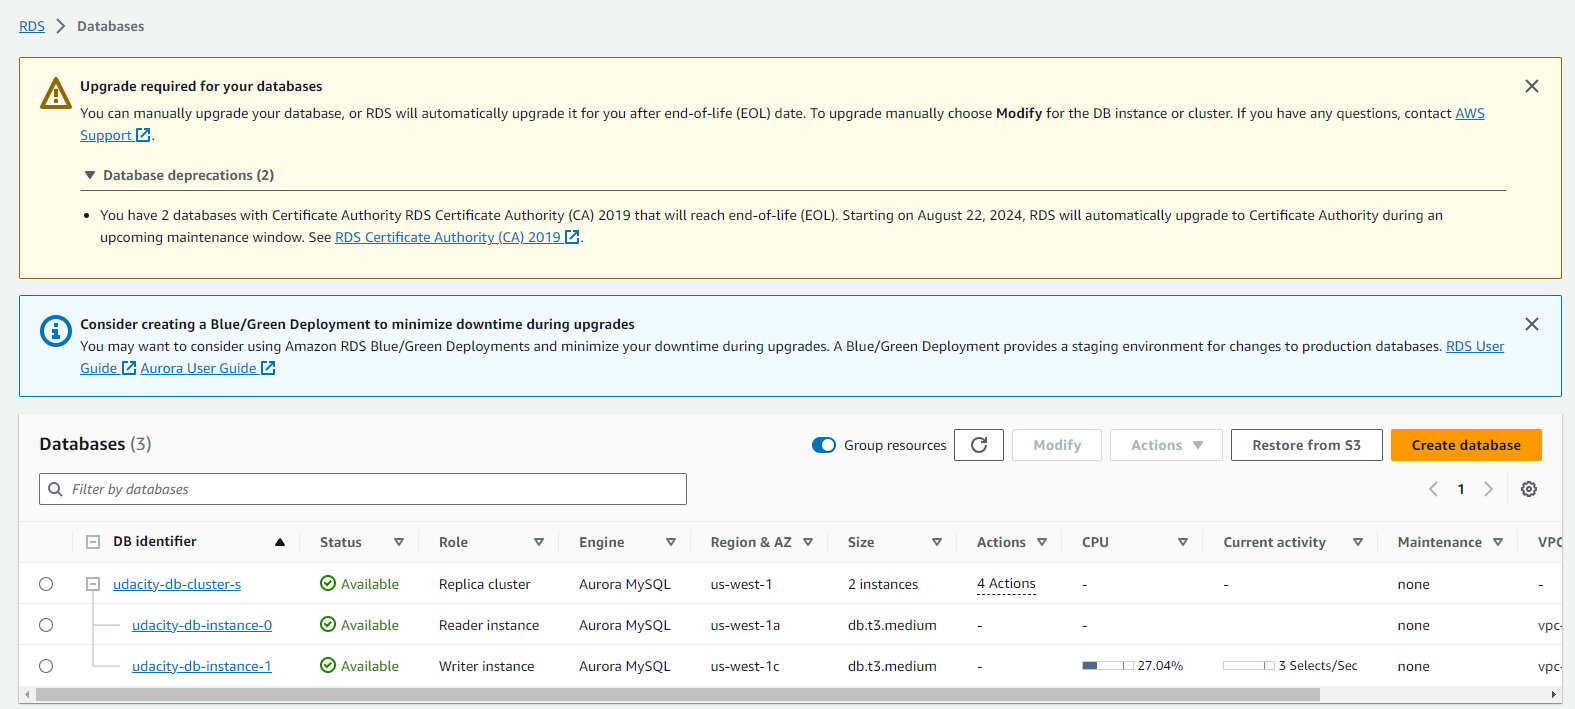 RDS > Databases
Upgrade required for your databases
You can manually upgrade your database, or RDS will automatically upgrade it for you after end-of-life (EOL) date. To upgrade manually choose Modify for the DB instance or cluster. If you have any questions, contact AWS
Support.
Database deprecations (2)
• You have 2 databases with Certificate Authority RDS Certificate Authority (CA) 2019 that will reach end-of-life (EOL). Starting on August 22, 2024, RDS will automatically upgrade to Certificate Authority during an
upcoming maintenance window. See RDS Certificate Authority (CA) 2019.
Consider creating a Blue/Green Deployment to minimize downtime during upgrades
You may want to consider using Amazon RDS Blue/Green Deployments and minimize your downtime during upgrades. A Blue/Green Deployment provides a staging environment for changes to production databases. RDS User
Guide Aurora User Guide
Databases (3) Group resources Modify Actions Restore from S3 Create database
Filter by databases 1
DB identifier Status Role Engine Region & AZ Size Actions CPU Current activity Maintenance VPC
udacity-db-cluster-s Available Replica cluster Aurora MySQL us-west-1 2 instances 4 Actions - - none -
udacity-db-instance-0 Available Reader instance Aurora MySQL us-west-1a db.t3.medium - - none vpc-
udacity-db-instance-1 Available Writer instance Aurora MySQL us-west-1c db.t3.medium - 27.04% 3 Selects/Sec none vpc-